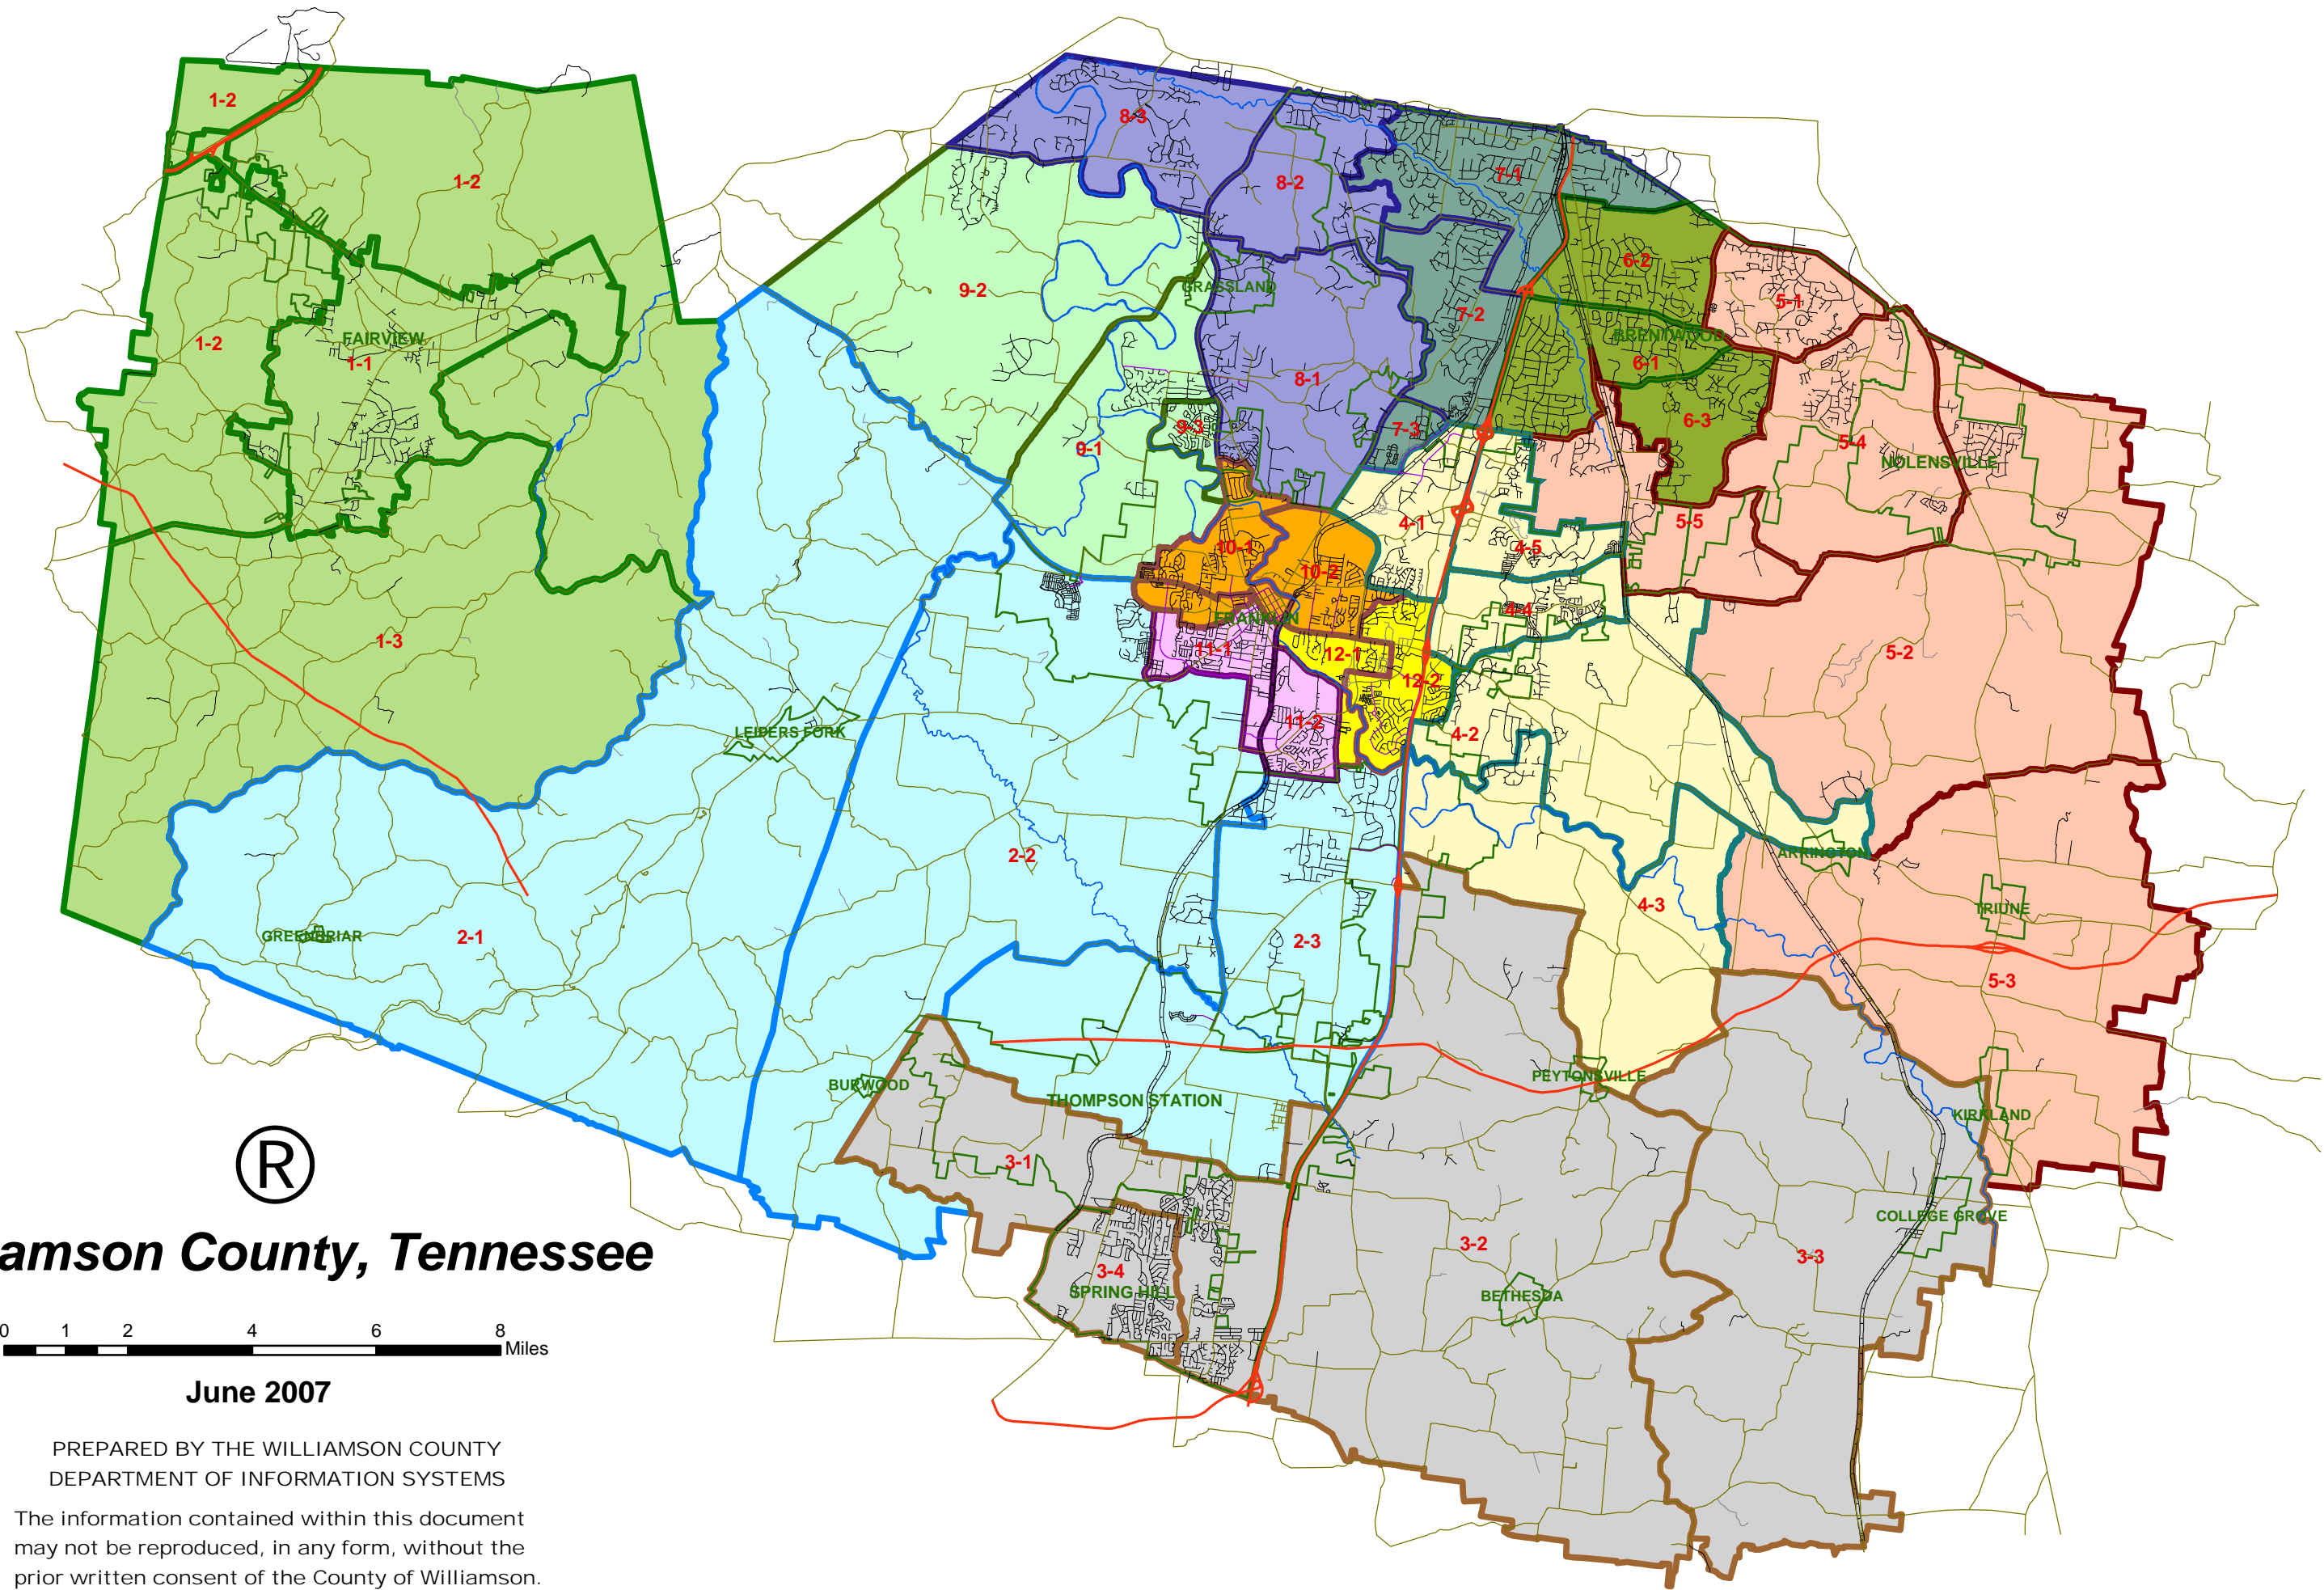 1-2
8-3
7-1
1-2
8-2
6-2
GRASSLAND
9-2
5-1
7-2
FAIRVIEW
1-2
BRENTWOOD
1-1
6-1
8-1
6-3
9-3
7-3
9-1
5-4
NOLENSVILLE
4-1
5-5
10-1
4-5
10-2
4-4
FRANKLIN
1-3
11-1
12-1
5-2
12-2
11-2
LEIPERS FORK
4-2
2-2
ARRINGTON
4-3
TRIUNE
GREENBRIAR
2-1
2-3
5-3
PEYTONSVILLE
BURWOOD
THOMPSON STATION
KIRKLAND
3-1
COLLEGE GROVE
3-2
3-3
3-4
SPRING HILL
BETHESDA
®
amson County, Tennessee
0 1 2 4 6 8
Miles
June 2007
PREPARED BY THE WILLIAMSON COUNTY
DEPARTMENT OF INFORMATION SYSTEMS
The information contained within this document
may not be reproduced, in any form, without the
prior written consent of the County of Williamson.